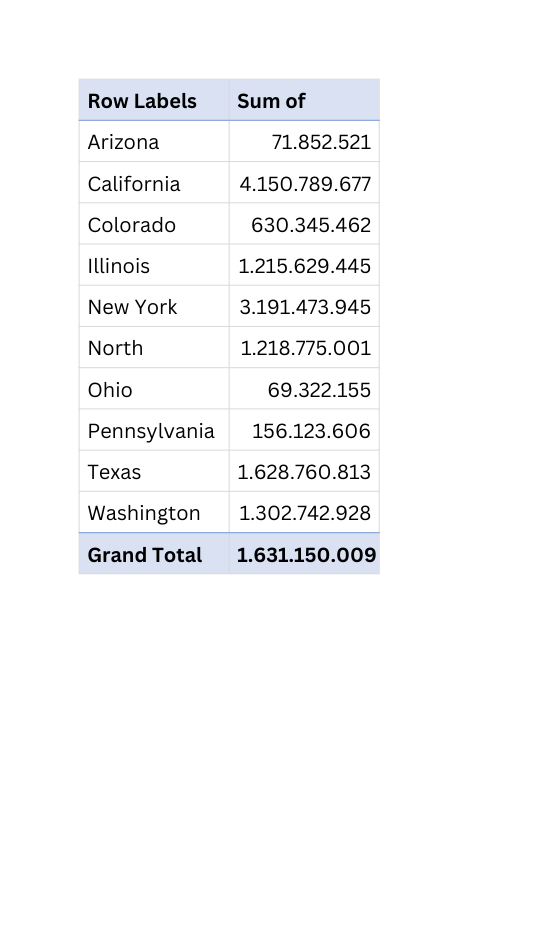 Row Labels Sum of
Arizona 71.852.521
California 4.150.789.677
Colorado 630.345.462
Illinois 1.215.629.445
New York 3.191.473.945
North 1.218.775.001
Ohio 69.322.155
Pennsylvania 156.123.606
Texas 1.628.760.813
Washington 1.302.742.928
Grand Total 1.631.150.009